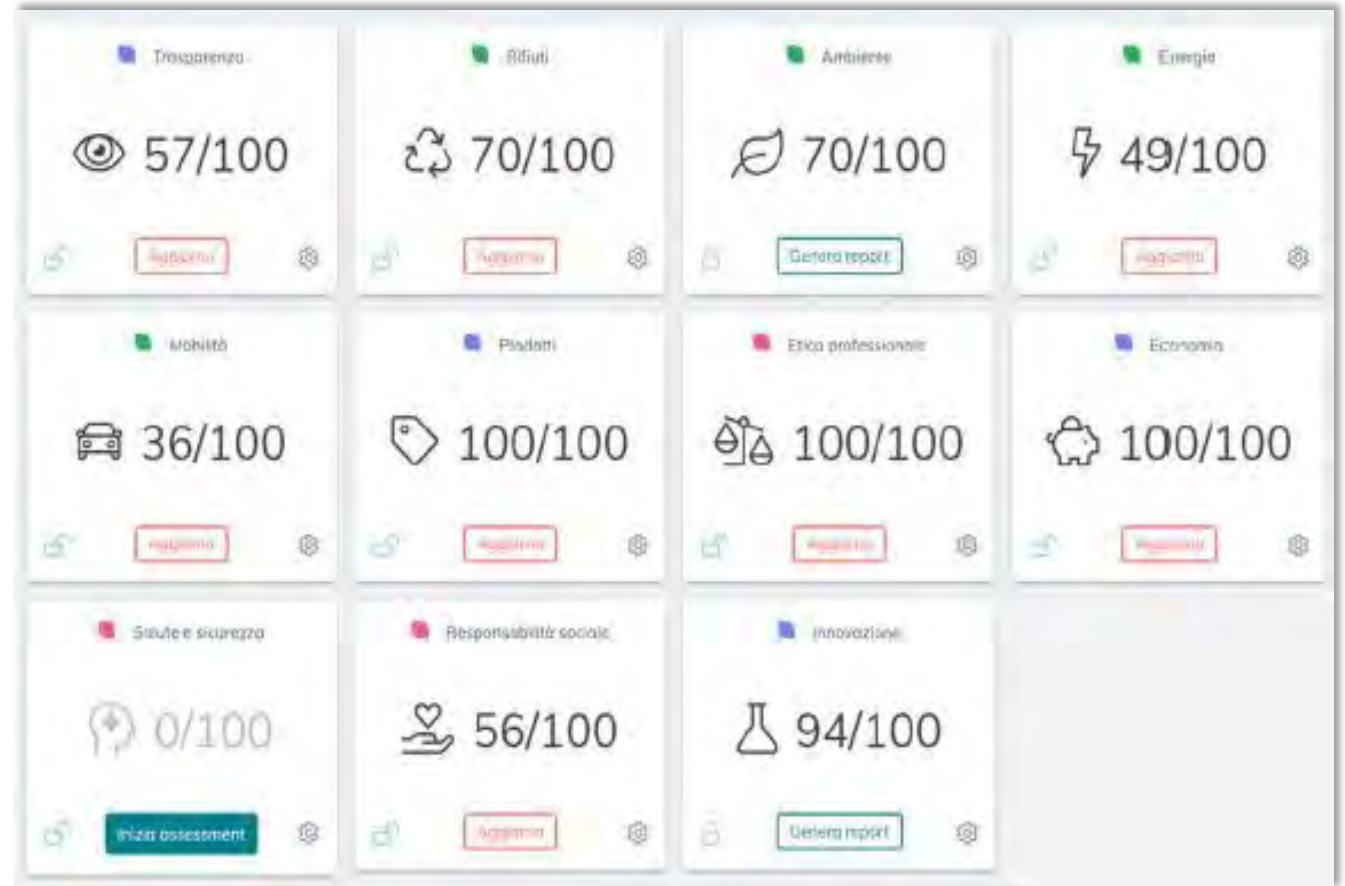 Trasparenza
57/100
Aggiorna
Rifiuti
70/100
Aggiorna
Ambiente
70/100
Genera report
Energia
49/100
Aggiorna
Mobilità
36/100
Aggiorna
Prodotti
100/100
Aggiorna
Etica professionale
100/100
Aggiorna
Economia
100/100
Aggiorna
Salute e sicurezza
0/100
Inizia assessment
Responsabilità sociale
56/100
Aggiorna
Innovazione
94/100
Genera report